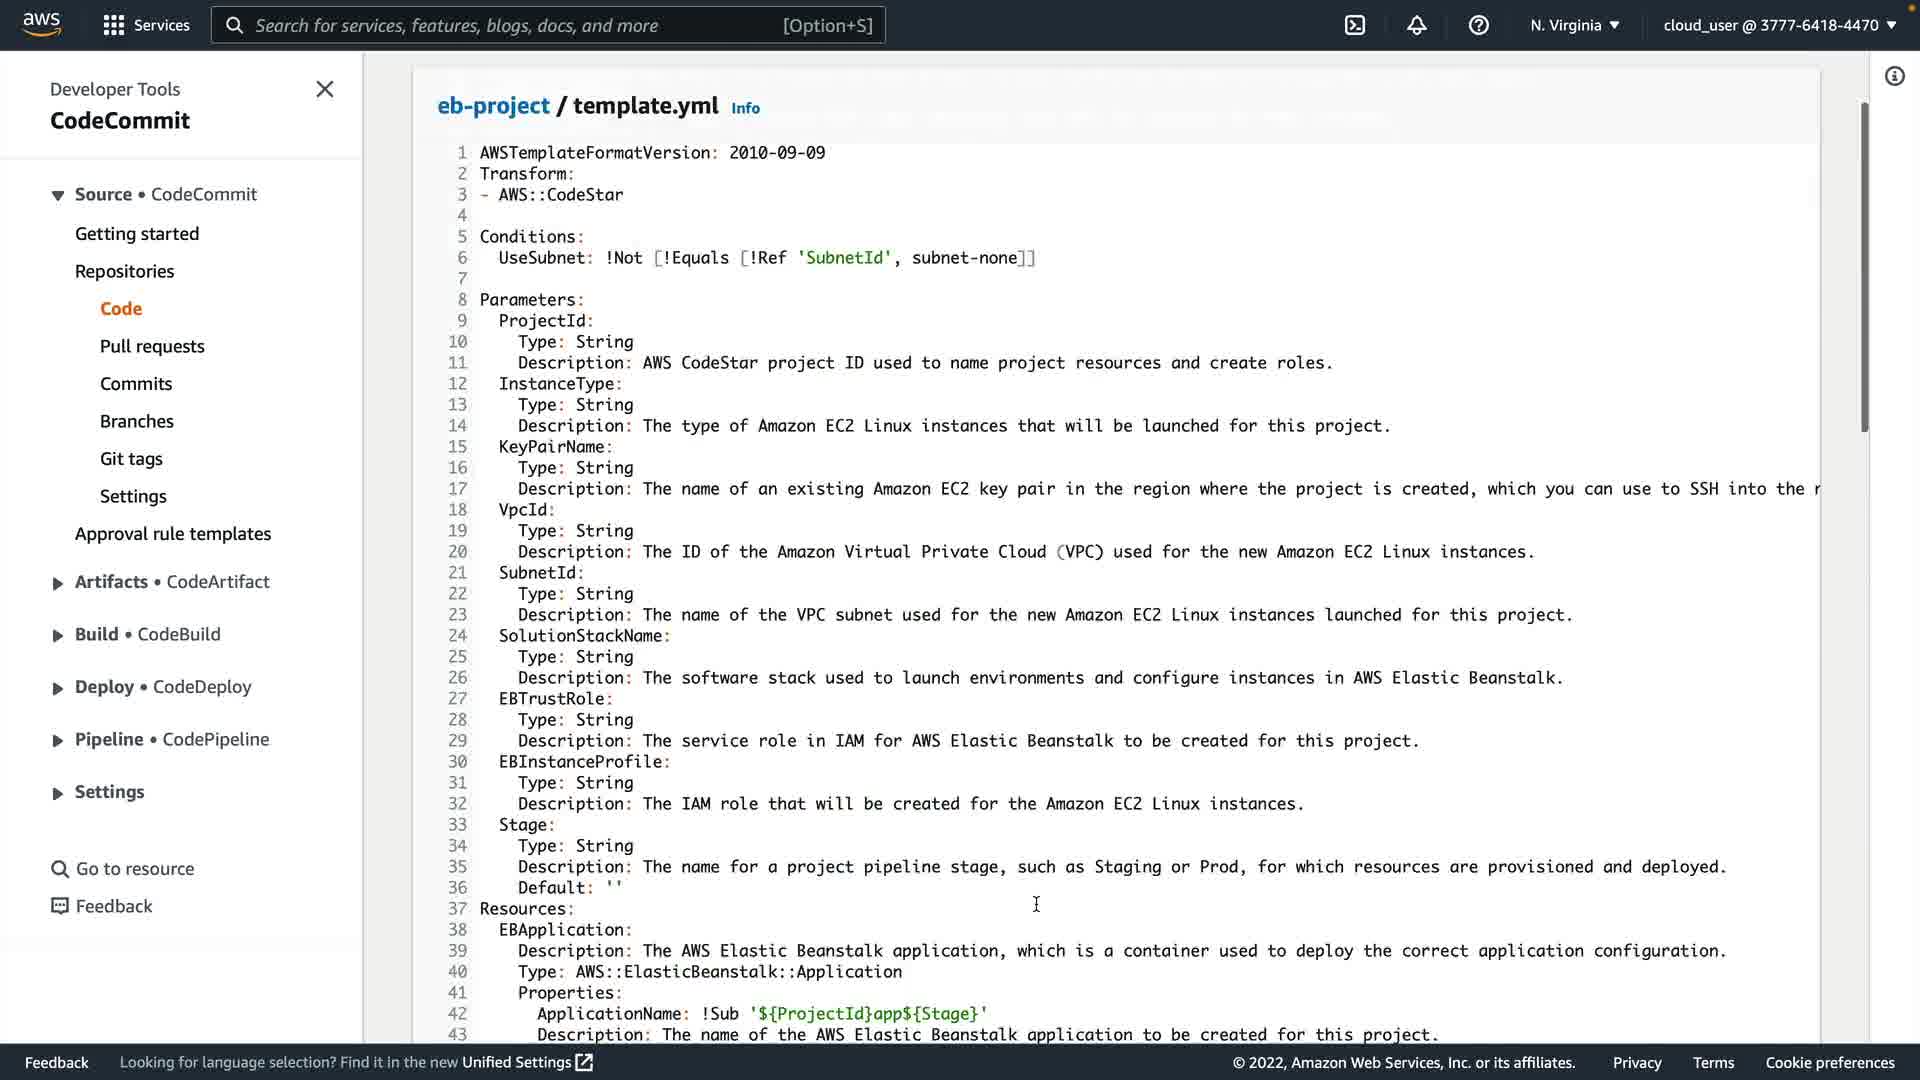 aws
Services
Search for services, features, blogs, docs, and more
[Option+S]
N. Virginia
cloud_user @ 3777-6418-4470
Developer Tools
CodeCommit
Source • CodeCommit
Getting started
Repositories
Code
Pull requests
Commits
Branches
Git tags
Settings
Approval rule templates
Artifacts • CodeArtifact
Build • CodeBuild
Deploy • CodeDeploy
Pipeline • CodePipeline
Settings
Go to resource
Feedback
eb-project / template.yml Info
1 AWSTemplateFormatVersion: 2010-09-09
2 Transform:
3 - AWS::CodeStar
4
5 Conditions:
6   UseSubnet: !Not [!Equals [!Ref 'SubnetId', subnet-none]]
7
8 Parameters:
9   ProjectId:
10     Type: String
11     Description: AWS CodeStar project ID used to name project resources and create roles.
12   InstanceType:
13     Type: String
14     Description: The type of Amazon EC2 Linux instances that will be launched for this project.
15   KeyPairName:
16     Type: String
17     Description: The name of an existing Amazon EC2 key pair in the region where the project is created, which you can use to SSH into the
18   VpcId:
19     Type: String
20     Description: The ID of the Amazon Virtual Private Cloud (VPC) used for the new Amazon EC2 Linux instances.
21   SubnetId:
22     Type: String
23     Description: The name of the VPC subnet used for the new Amazon EC2 Linux instances launched for this project.
24   SolutionStackName:
25     Type: String
26     Description: The software stack used to launch environments and configure instances in AWS Elastic Beanstalk.
27   EBTrustRole:
28     Type: String
29     Description: The service role in IAM for AWS Elastic Beanstalk to be created for this project.
30   EBInstanceProfile:
31     Type: String
32     Description: The IAM role that will be created for the Amazon EC2 Linux instances.
33   Stage:
34     Type: String
35     Description: The name for a project pipeline stage, such as Staging or Prod, for which resources are provisioned and deployed.
36     Default: ''
37 Resources:
38   EBApplication:
39     Description: The AWS Elastic Beanstalk application, which is a container used to deploy the correct application configuration.
40     Type: AWS::ElasticBeanstalk::Application
41     Properties:
42       ApplicationName: !Sub '${ProjectId}app${Stage}'
43       Description: The name of the AWS Elastic Beanstalk application to be created for this project.
Feedback
Looking for language selection? Find it in the new Unified Settings
© 2022, Amazon Web Services, Inc. or its affiliates.
Privacy
Terms
Cookie preferences